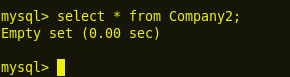 mysql> select * from Company2;
Empty set (0.00 sec)
mysql>